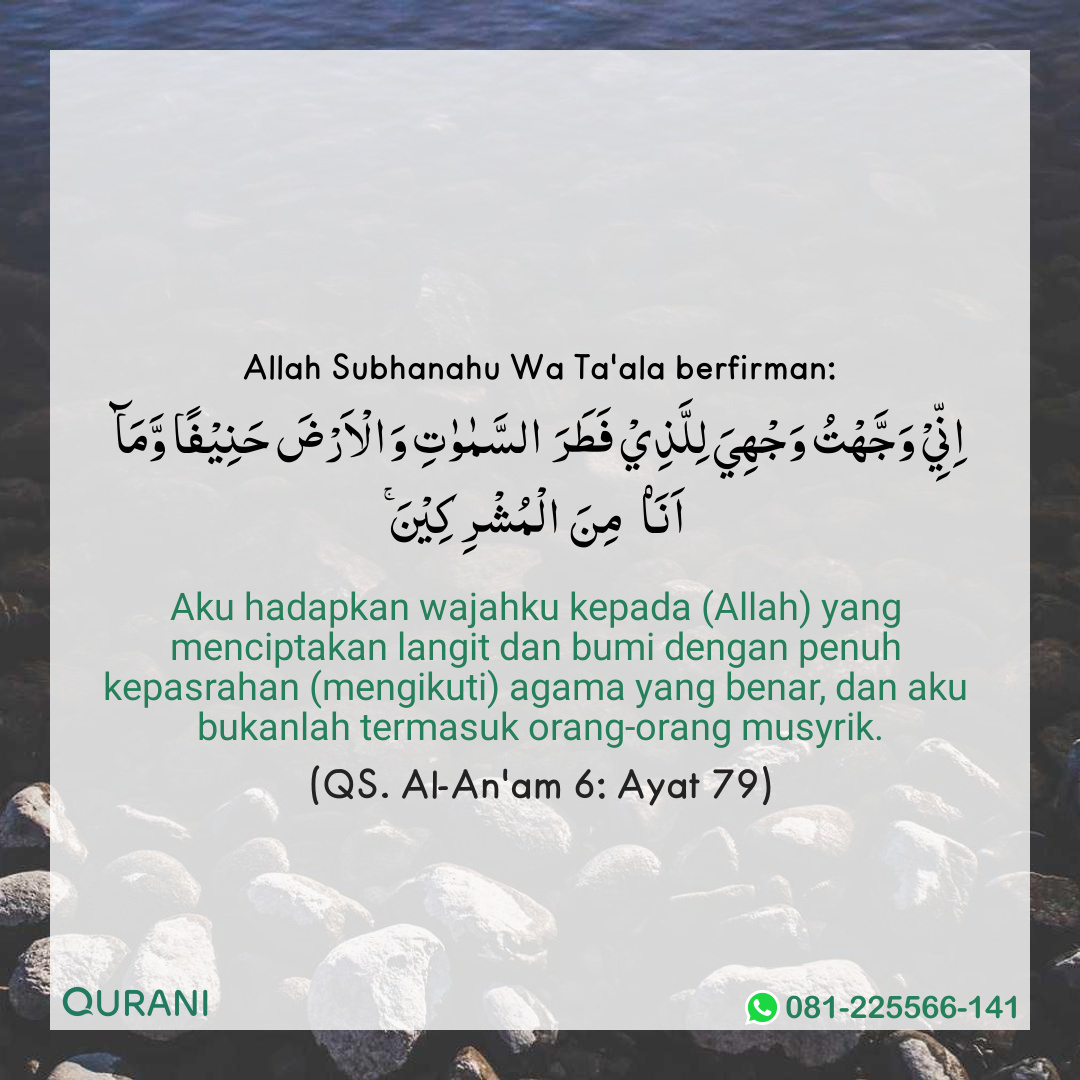 Allah Subhanahu Wa Ta'ala berfirman:
اِنِّيْ وَجَّهْتُ وَجْهِيَ لِلَّذِيْ فَطَرَ السَّمٰوٰتِ وَالْاَرْضَ حَنِيْفًا وَّمَاۤ
اَنَاۡ مِنَ الْمُشْرِكِيْنَ ۚ
Aku hadapkan wajahku kepada (Allah) yang
menciptakan langit dan bumi dengan penuh
kepasrahan (mengikuti) agama yang benar, dan aku
bukanlah termasuk orang-orang musyrik.
(QS. Al-An'am 6: Ayat 79)
QURANI
081-225566-141